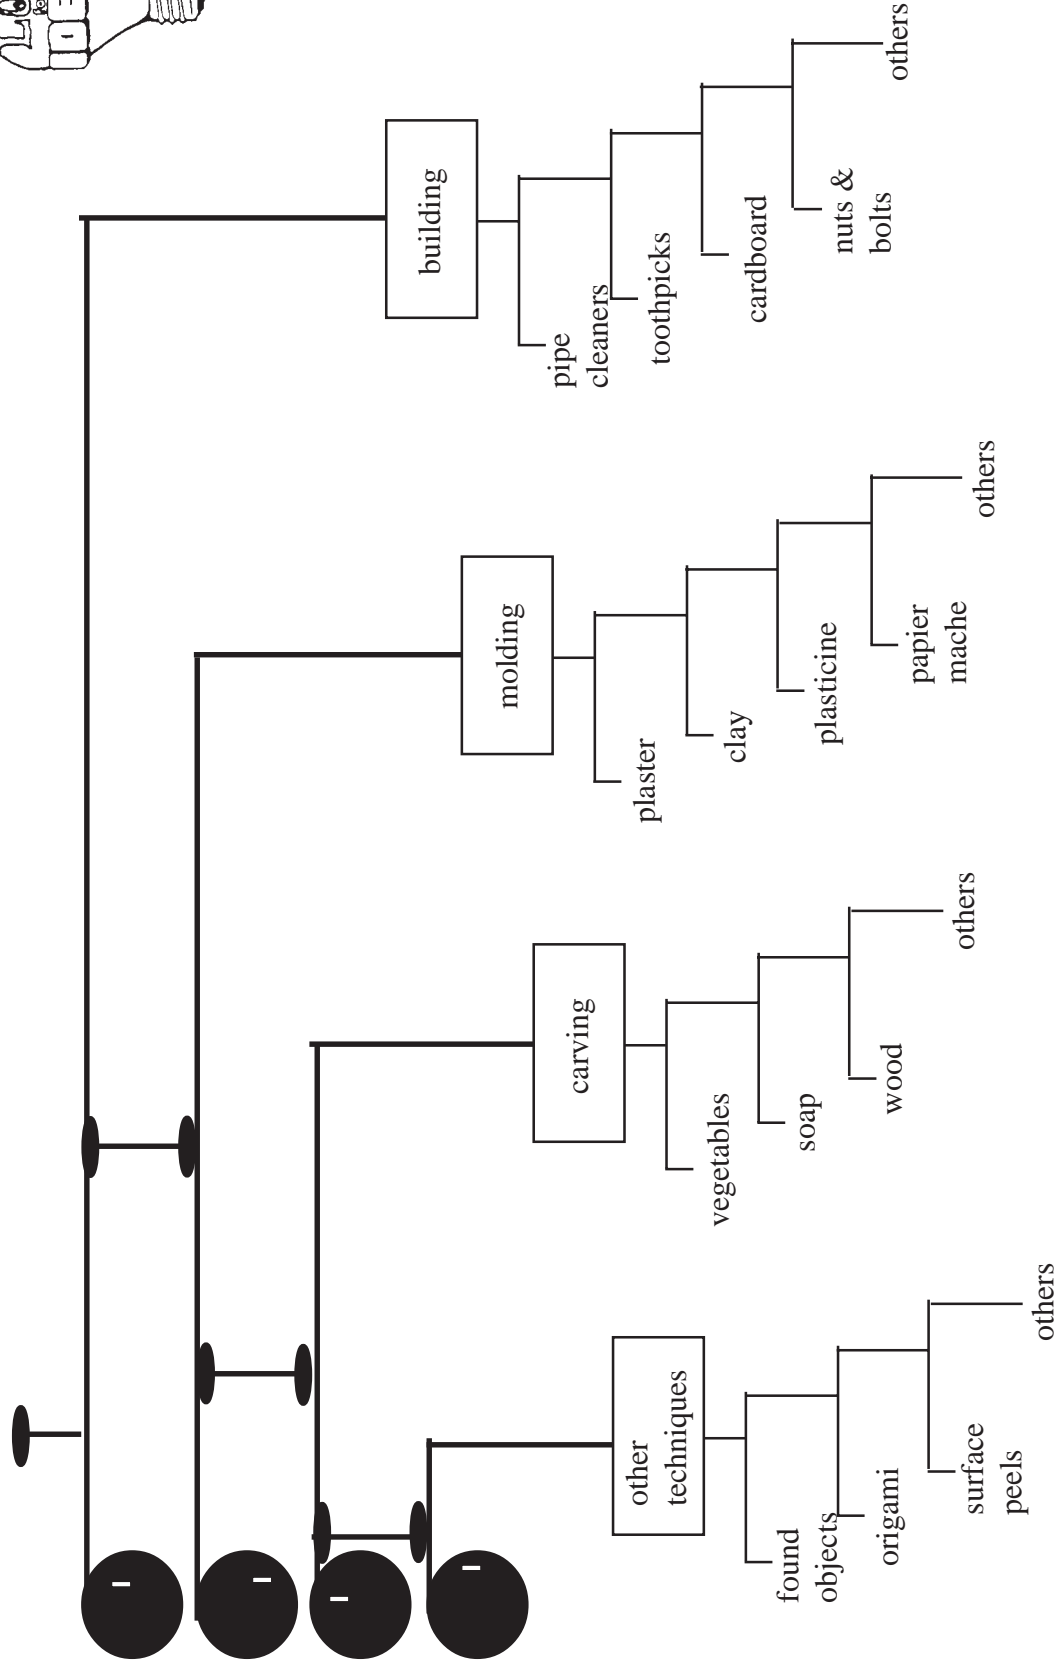 other
techniques
found
objects
origami
surface
peels
others
carving
vegetables
soap
wood
others
molding
plaster
clay
plasticine
papier
mache
others
building
pipe
cleaners
toothpicks
cardboard
nuts &
bolts
others